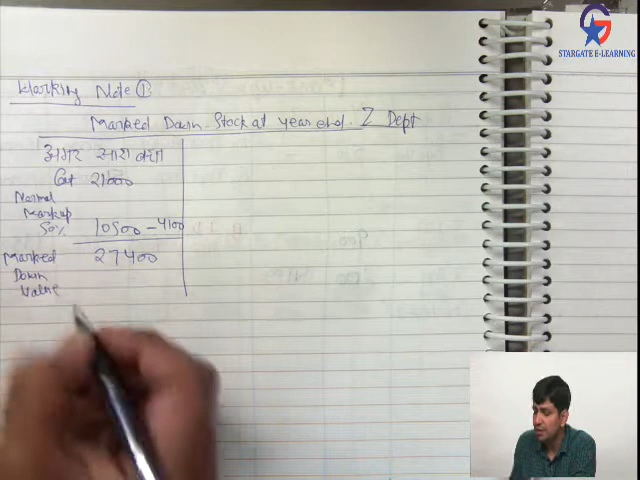 STARGATE E-LEARNING
Working Note ①
Marked Down Stock at year end. Z Dept
अगर सारा बचा
Cost 21000
Normal
Markup
50% 10500 - 4100
Marked 27400
Down
Value